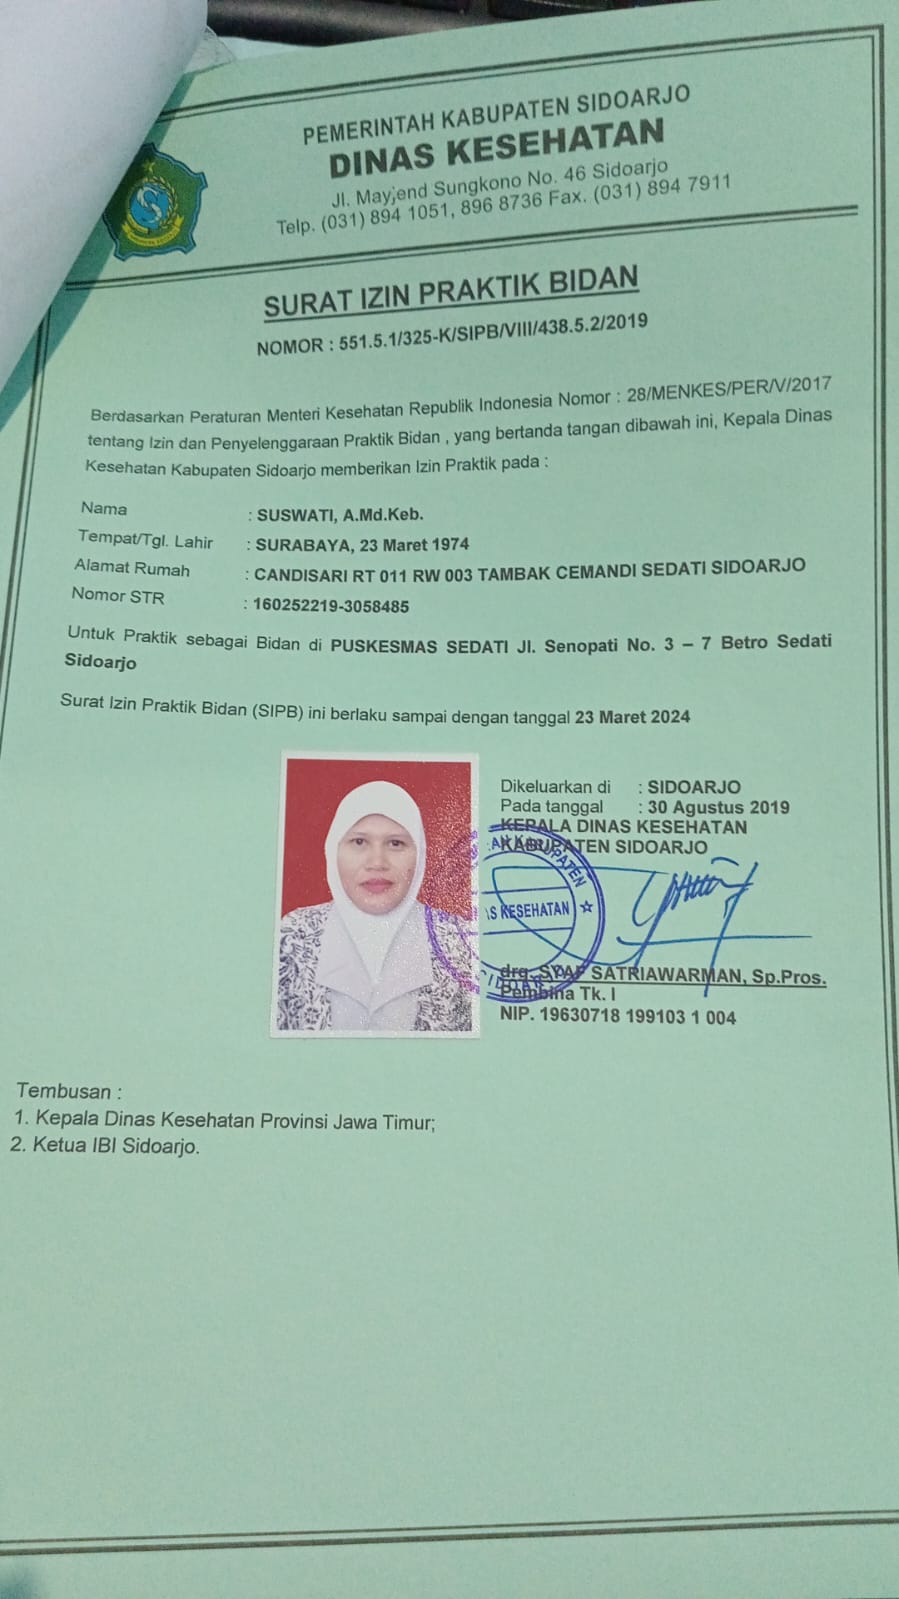 PEMERINTAH KABUPATEN SIDOARJO
DINAS KESEHATAN
Jl. Mayjend Sungkono No. 46 Sidoarjo
Telp. (031) 894 1051, 896 8736 Fax. (031) 894 7911
SURAT IZIN PRAKTIK BIDAN
NOMOR : 551.5.1/325-K/SIPB/VIII/438.5.2/2019
Berdasarkan Peraturan Menteri Kesehatan Republik Indonesia Nomor : 28/MENKES/PER/V/2017
tentang Izin dan Penyelenggaraan Praktik Bidan , yang bertanda tangan dibawah ini, Kepala Dinas
Kesehatan Kabupaten Sidoarjo memberikan Izin Praktik pada :
Nama : SUSWATI, A.Md.Keb.
Tempat/Tgl. Lahir : SURABAYA, 23 Maret 1974
Alamat Rumah : CANDISARI RT 011 RW 003 TAMBAK CEMANDI SEDATI SIDOARJO
Nomor STR : 160252219-3058485
Untuk Praktik sebagai Bidan di PUSKESMAS SEDATI Jl. Senopati No. 3 – 7 Betro Sedati
Sidoarjo
Surat Izin Praktik Bidan (SIPB) ini berlaku sampai dengan tanggal 23 Maret 2024
Dikeluarkan di : SIDOARJO
Pada tanggal : 30 Agustus 2019
KEPALA DINAS KESEHATAN
KABUPATEN SIDOARJO
KABUPATEN
AS KESEHATAN
SIDOARJO
drg. SYAF SATRIAWARMAN, Sp.Pros.
Pembina Tk. I
NIP. 19630718 199103 1 004
Tembusan :
1. Kepala Dinas Kesehatan Provinsi Jawa Timur;
2. Ketua IBI Sidoarjo.